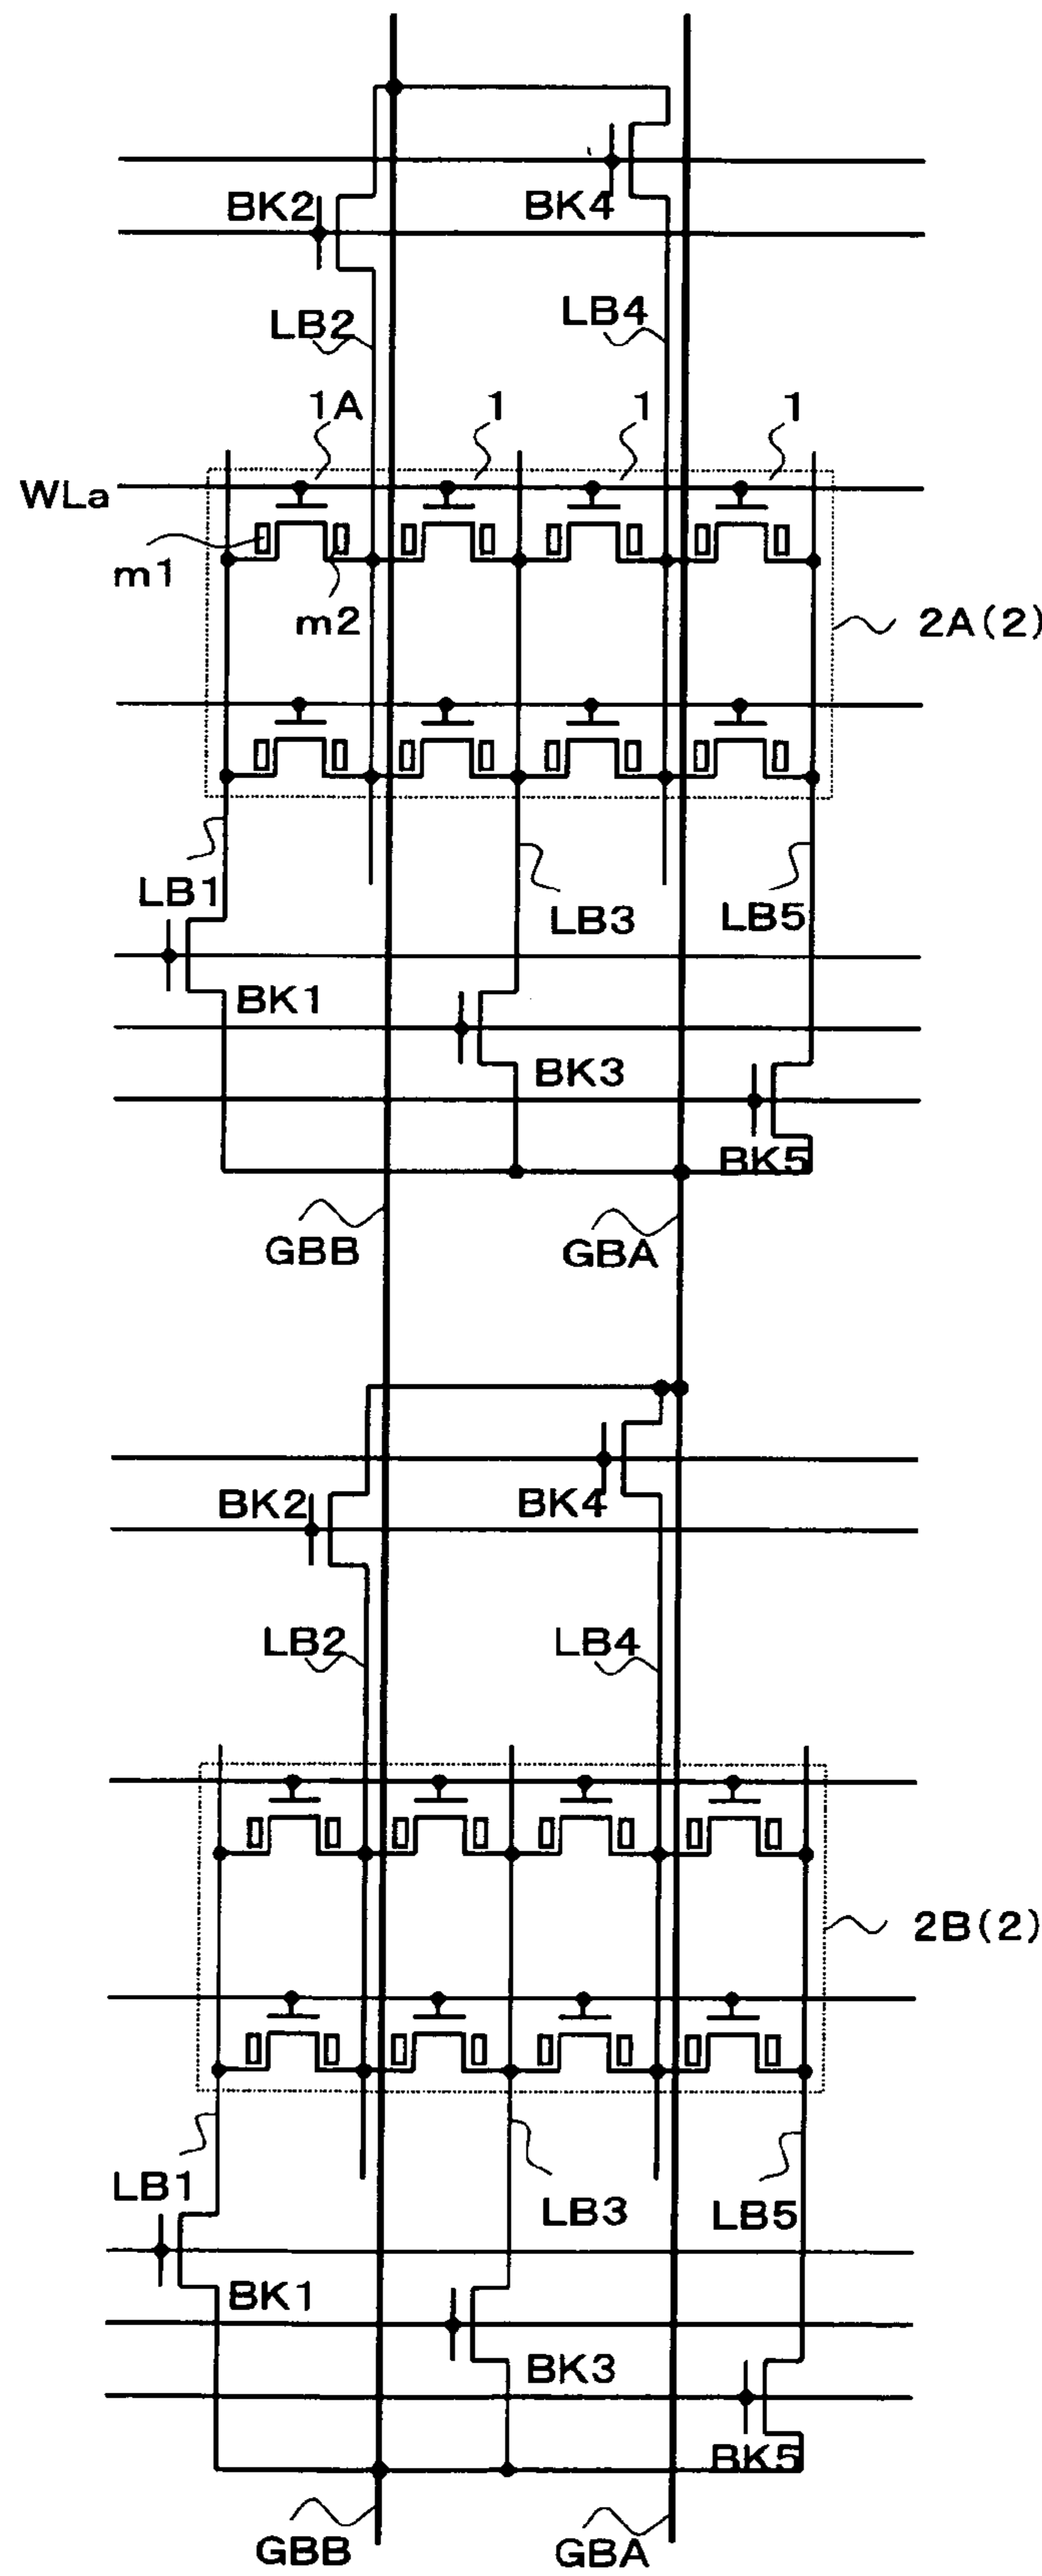 BK2 BK4
LB2 LB4
1A 1 1 1
WLa
m1 m2
2A(2)
LB1 LB3 LB5
BK1
BK3
BK5
GBB GBA
BK2 BK4
LB2 LB4
2B(2)
LB1 LB3 LB5
BK1
BK3
BK5
GBB GBA